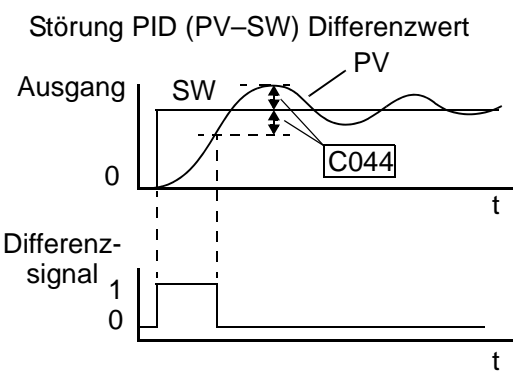 Störung PID (PV–SW) Differenzwert
PV
Ausgang
SW
C044
0
t
Differenz-
signal
1
0
t